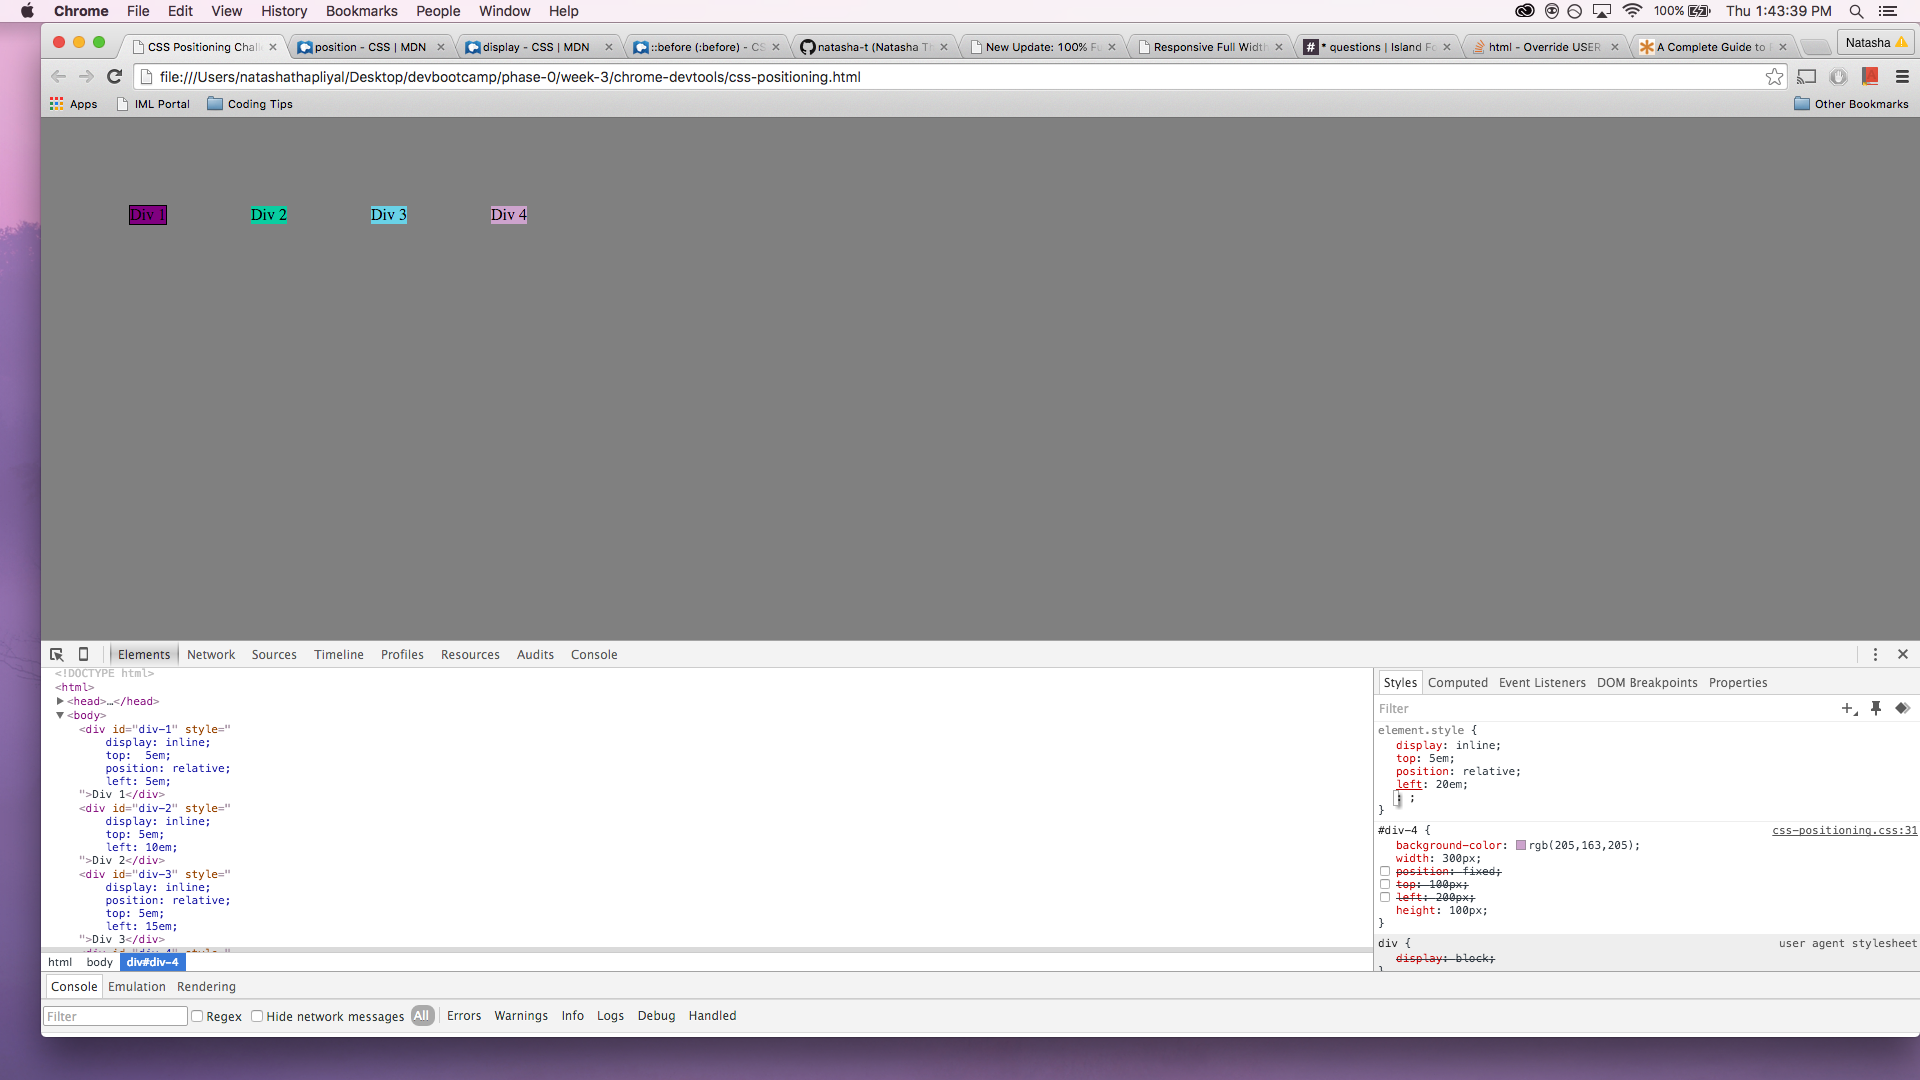 Chrome File Edit View History Bookmarks People Window Help 100% Thu 1:43:39 PM
CSS Positioning Chall position - CSS | MDN display - CSS | MDN ::before (:before) - CS natasha-t (Natasha Th New Update: 100% Fu Responsive Full Width * questions | Island Fo html - Override USER A Complete Guide to F Natasha
file:///Users/natashathapliyal/Desktop/devbootcamp/phase-0/week-3/chrome-devtools/css-positioning.html
Apps IML Portal Coding Tips Other Bookmarks
Div 1 Div 2 Div 3 Div 4
Elements Network Sources Timeline Profiles Resources Audits Console
<!DOCTYPE html>
<html>
<head>…</head>
<body>
<div id="div-1" style="
display: inline;
top:  5em;
position: relative;
left: 5em;
">Div 1</div>
<div id="div-2" style="
display: inline;
top: 5em;
left: 10em;
">Div 2</div>
<div id="div-3" style="
display: inline;
position: relative;
top: 5em;
left: 15em;
">Div 3</div>
html body div#div-4
Styles Computed Event Listeners DOM Breakpoints Properties
Filter
element.style {
display: inline;
top: 5em;
position: relative;
left: 20em;
: ;
}
#div-4 { css-positioning.css:31
background-color: rgb(205,163,205);
width: 300px;
position: fixed;
top: 100px;
left: 200px;
height: 100px;
}
div { user agent stylesheet
display: block;
}
Console Emulation Rendering
Filter Regex Hide network messages All Errors Warnings Info Logs Debug Handled